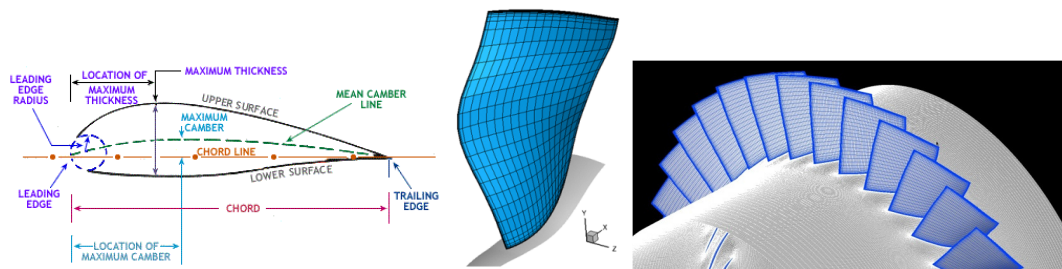 LEADING
EDGE
RADIUS
LOCATION OF
MAXIMUM
THICKNESS
MAXIMUM THICKNESS
UPPER SURFACE
MEAN CAMBER
LINE
MAXIMUM
CAMBER
CHORD LINE
LOWER SURFACE
LEADING
EDGE
CHORD
TRAILING
EDGE
LOCATION OF
MAXIMUM CAMBER
Y
X
Z